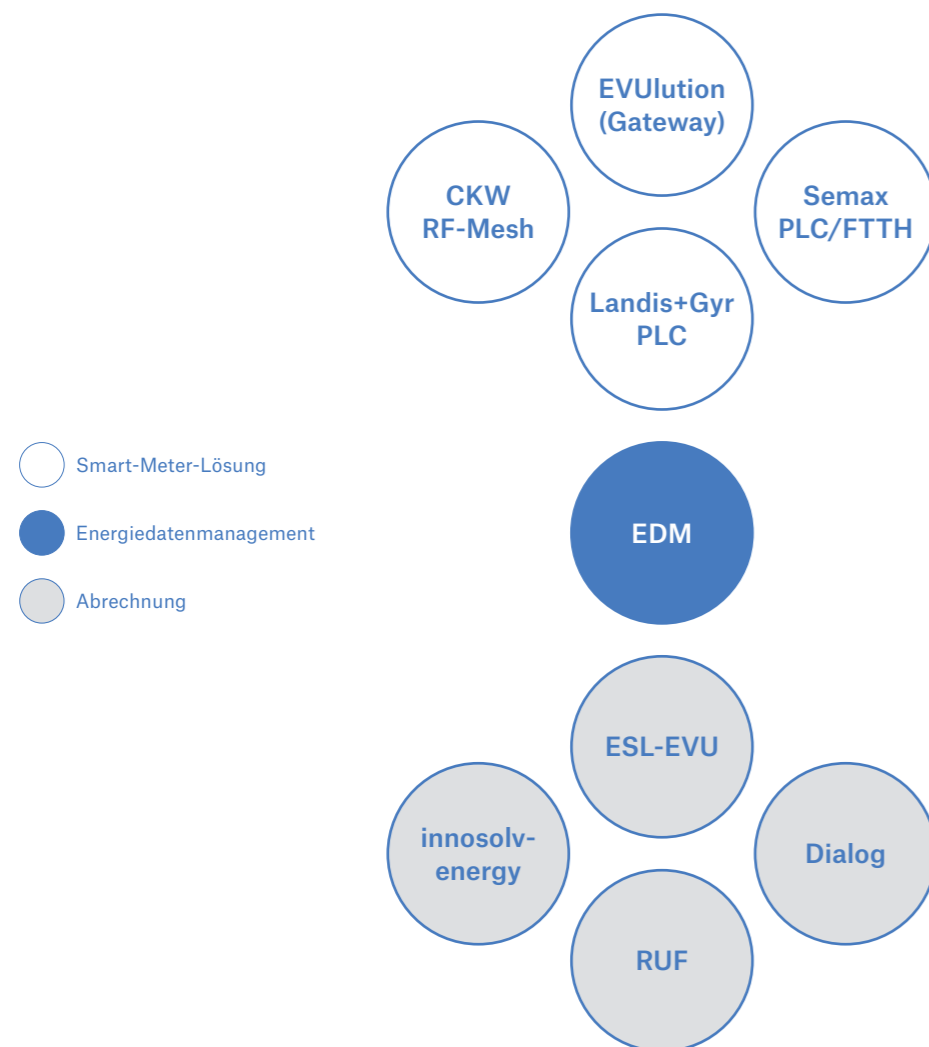 EVUlution
(Gateway)
CKW
RF-Mesh
Semax
PLC/FTTH
Landis+Gyr
PLC
Smart-Meter-Lösung
Energiedatenmanagement
Abrechnung
EDM
ESL-EVU
innosolv-
energy
Dialog
RUF